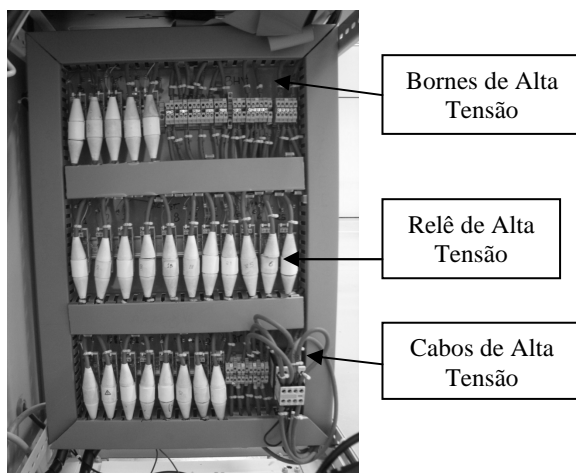 Bornes de Alta
Tensão
Relê de Alta
Tensão
Cabos de Alta
Tensão